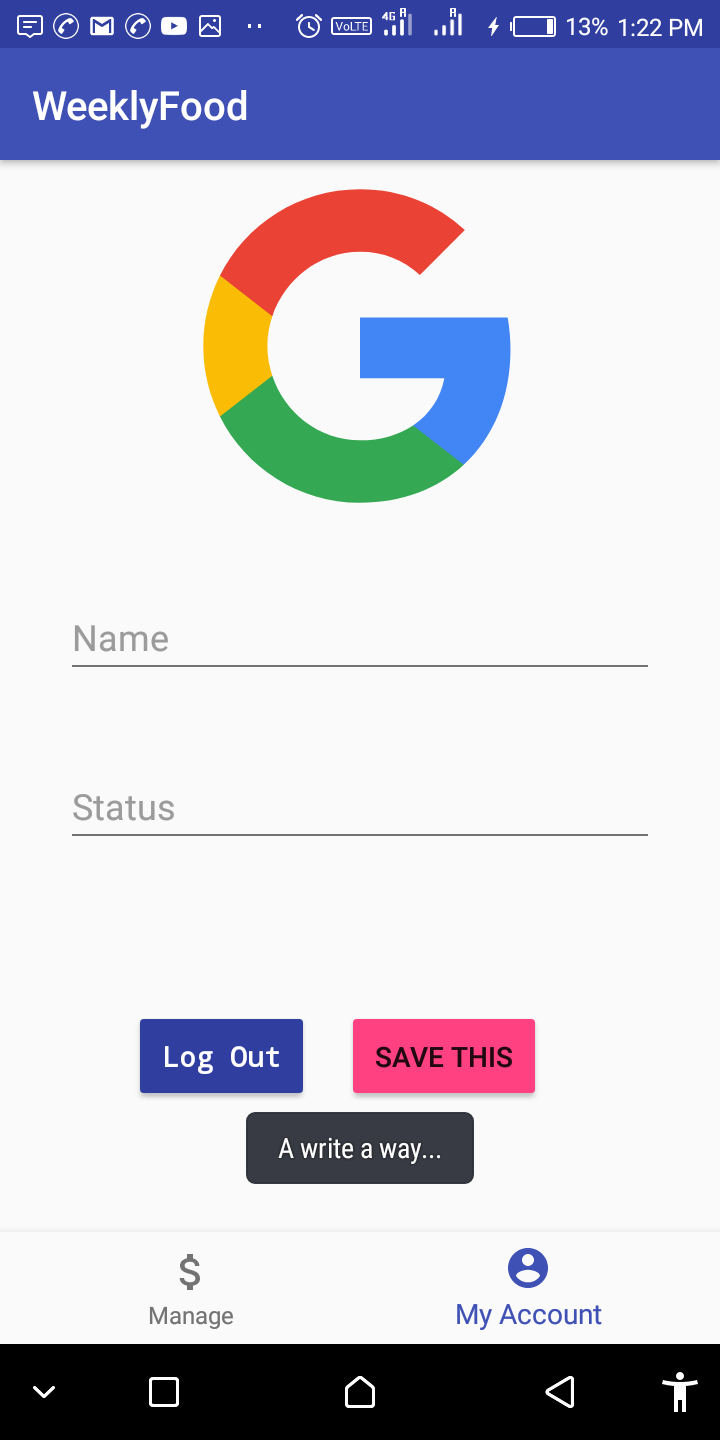 VoLTE 4G R R 13% 1:22 PM
WeeklyFood
Name
Status
Log Out SAVE THIS
A write a way...
$
Manage My Account